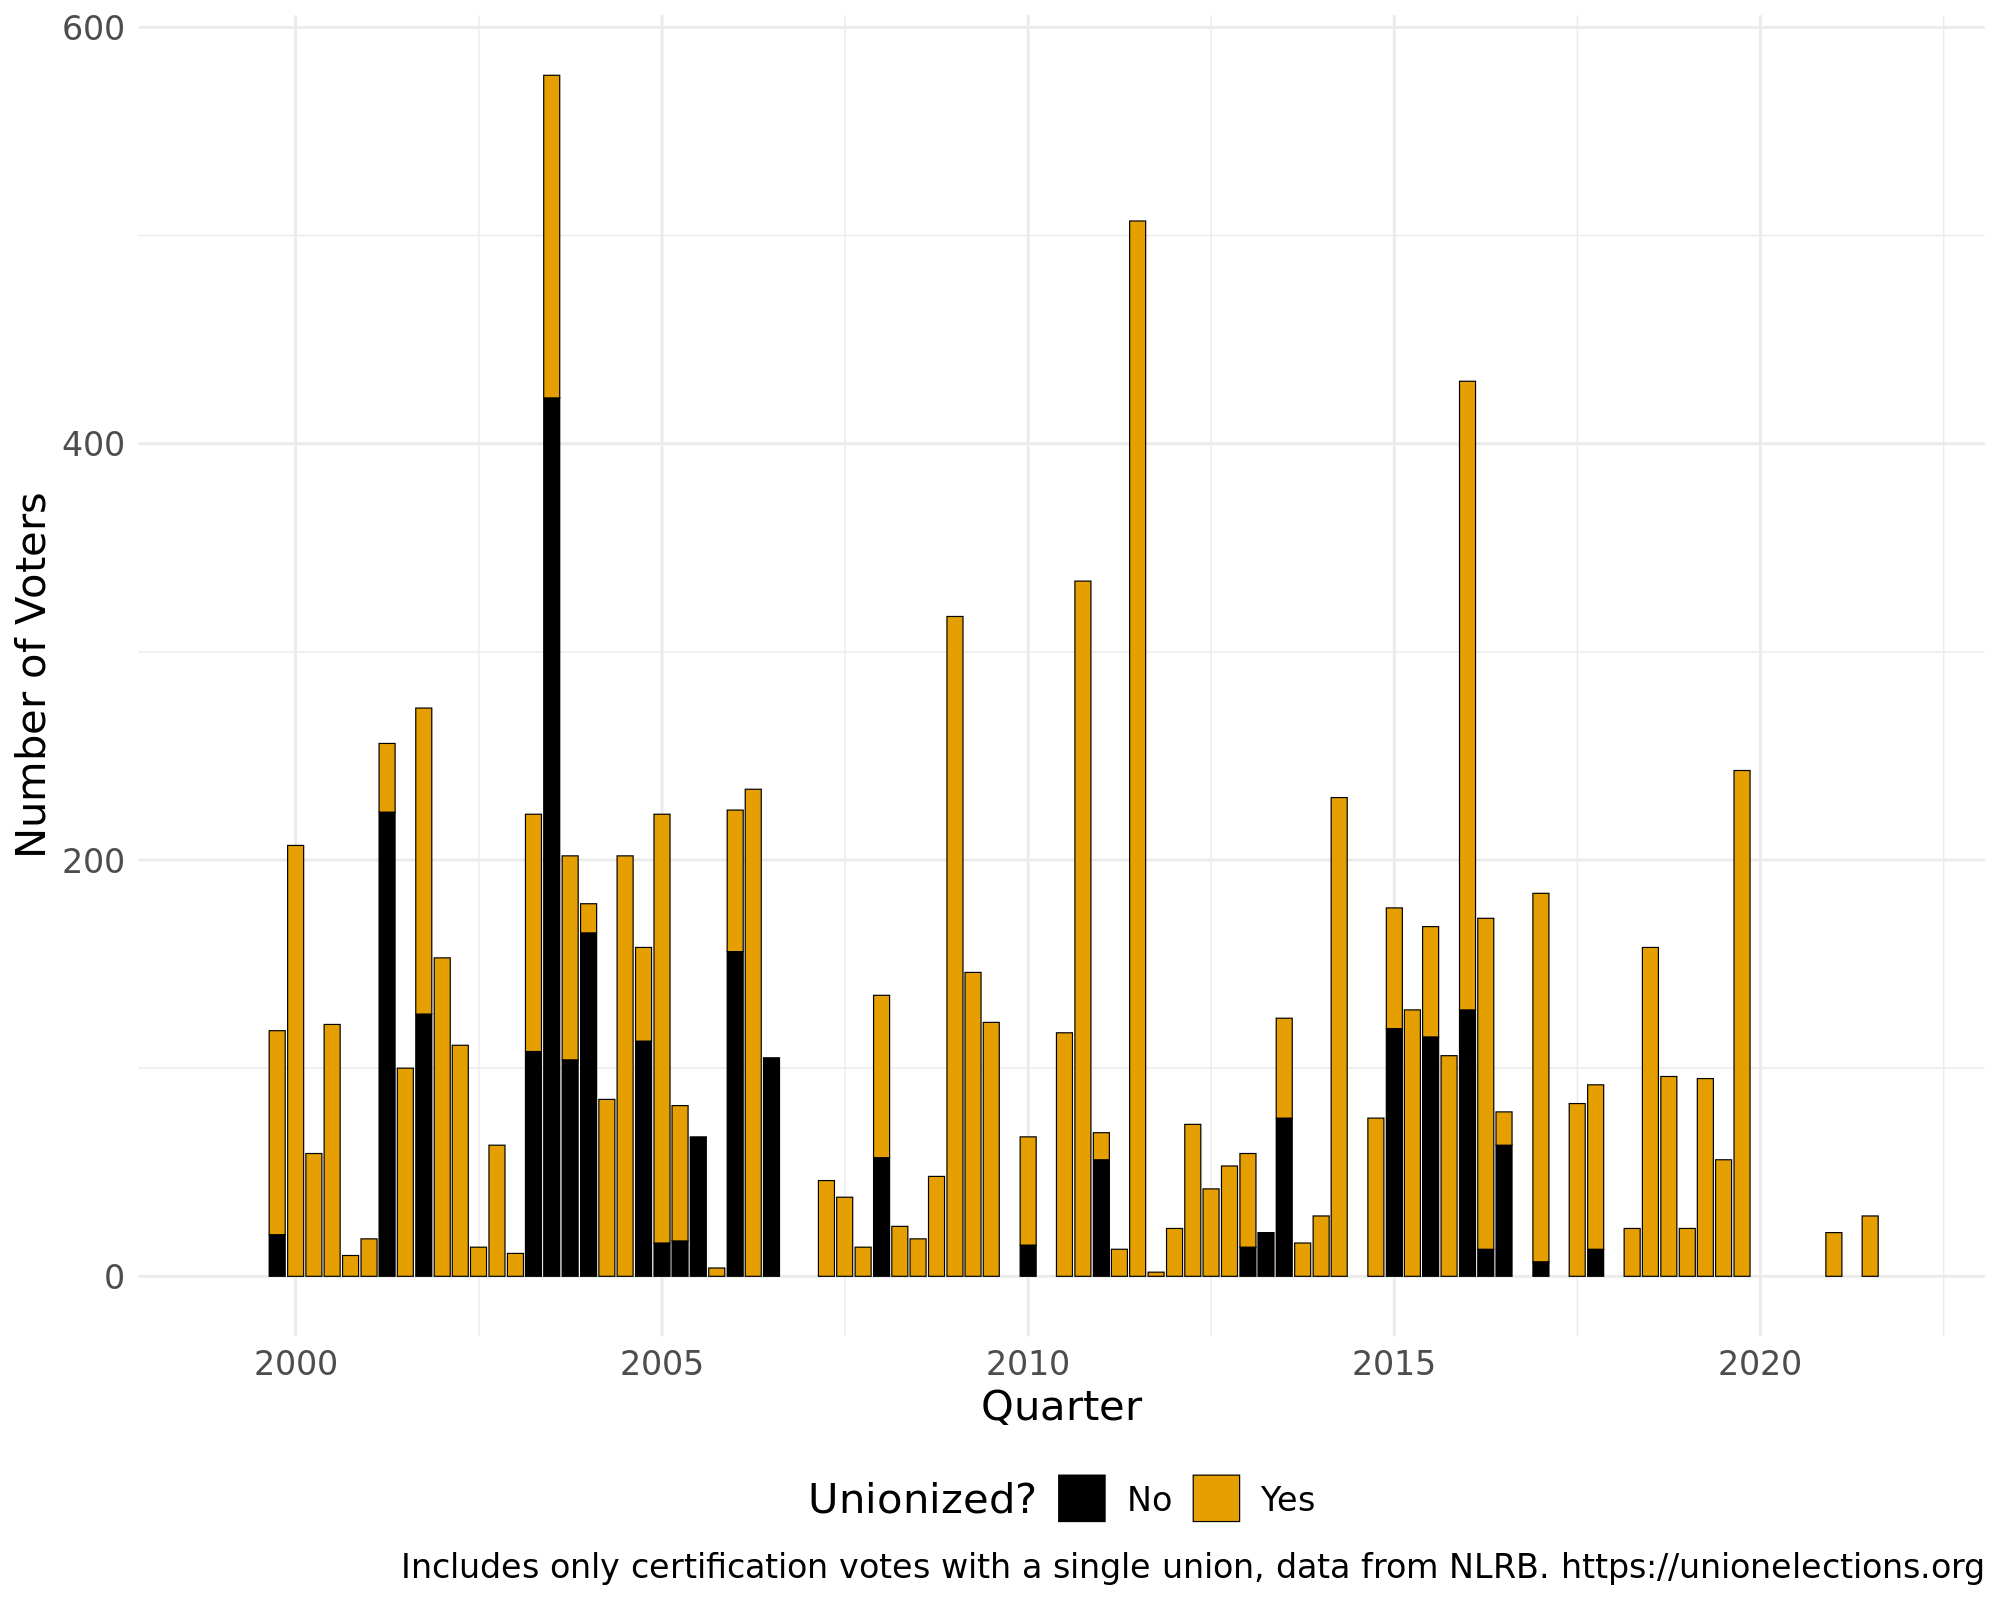 600
400
200
0
Number of Voters
2000 2005 2010 2015 2020
Quarter
Unionized? No Yes
Includes only certification votes with a single union, data from NLRB. https://unionelections.org